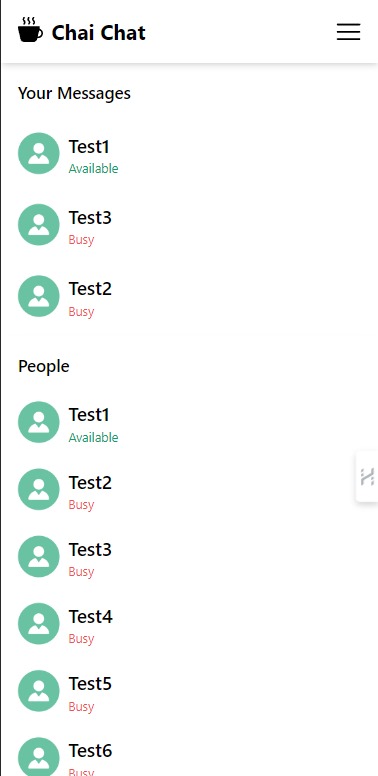 Chai Chat
Your Messages
Test1
Available
Test3
Busy
Test2
Busy
People
Test1
Available
Test2
Busy
Test3
Busy
Test4
Busy
Test5
Busy
Test6
Busy